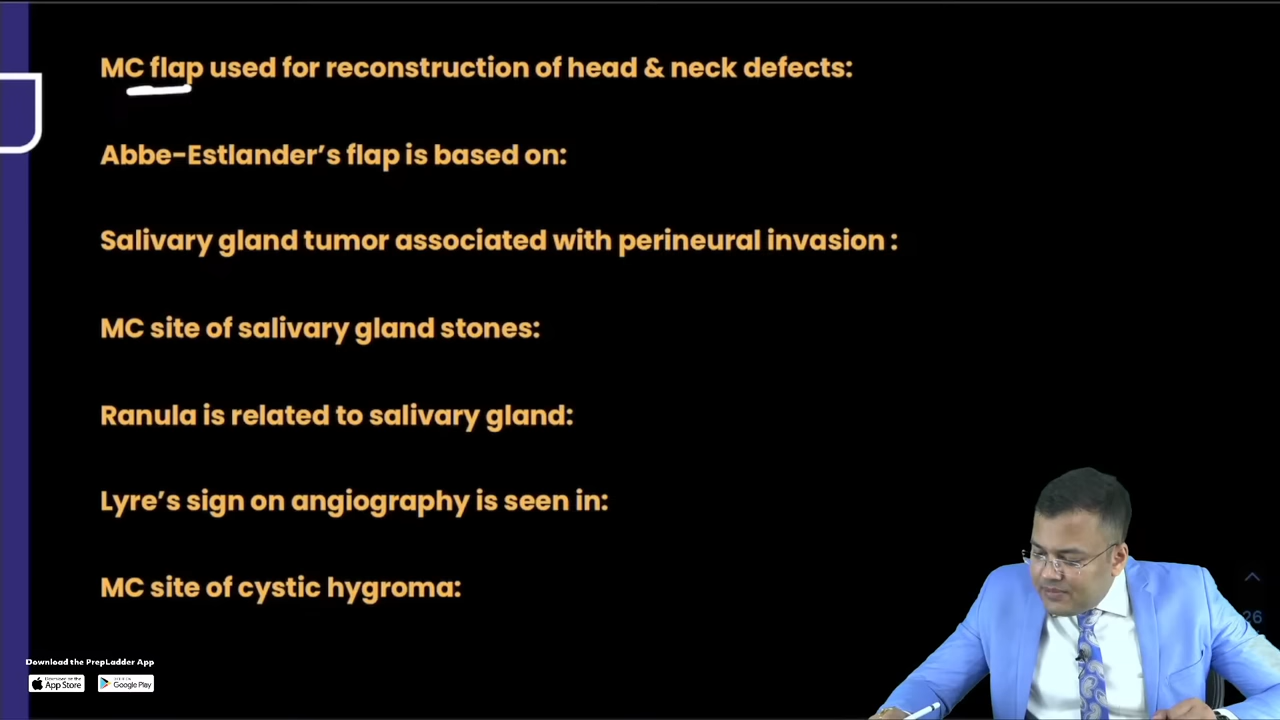 MC flap used for reconstruction of head & neck defects:
Abbe-Estlander’s flap is based on:
Salivary gland tumor associated with perineural invasion :
MC site of salivary gland stones:
Ranula is related to salivary gland:
Lyre’s sign on angiography is seen in:
MC site of cystic hygroma:
26
Download the PrepLadder App
App Store
Google Play